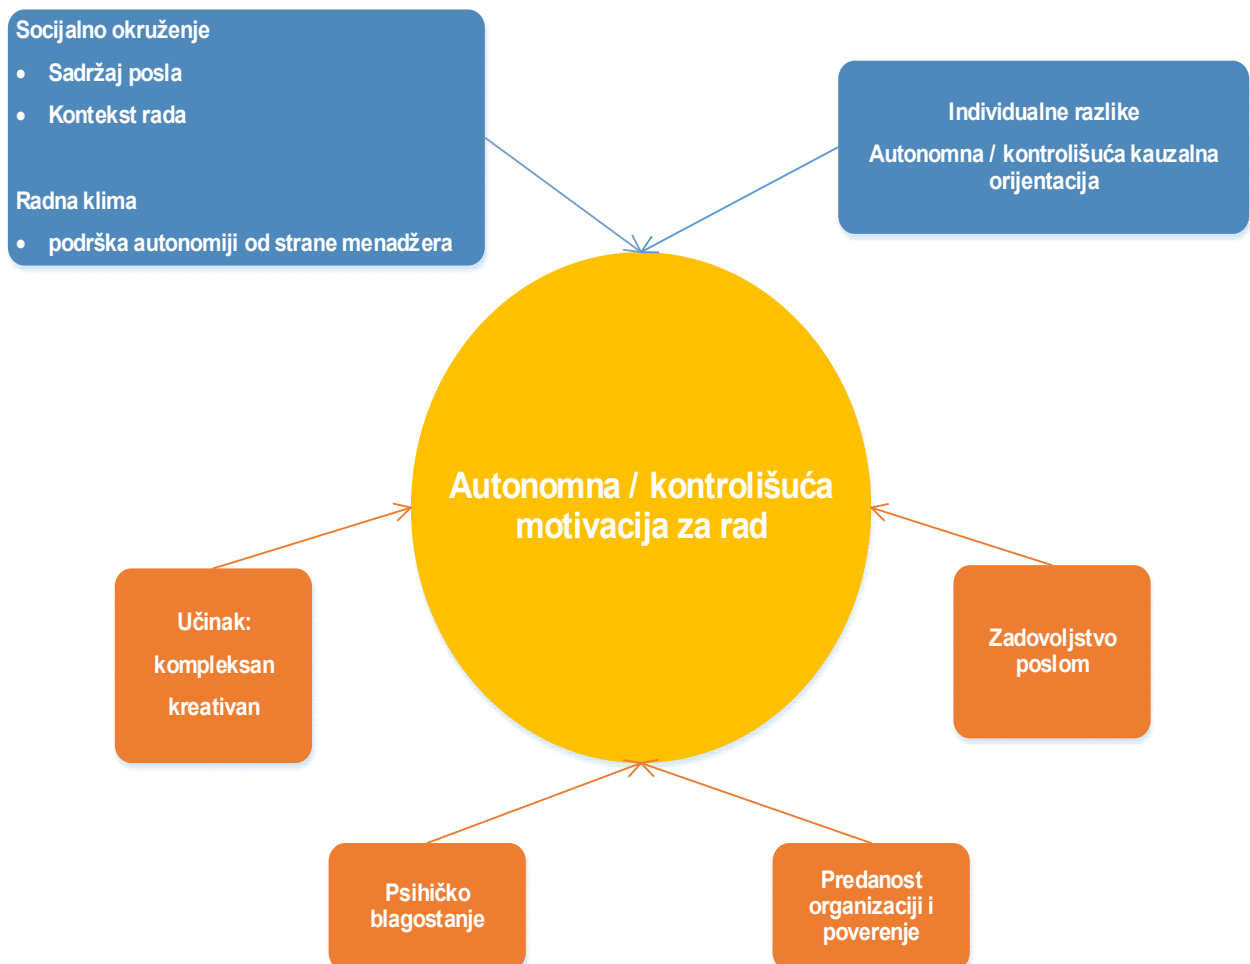 Socijalno okruženje
• Sadržaj posla
• Kontekst rada
Radna klima
• podrška autonomiji od strane menadžera
Individualne razlike
Autonomna / kontrolišuća kauzalna
orijentacija
Autonomna / kontrolišuća
motivacija za rad
Učinak:
kompleksan
kreativan
Zadovoljstvo
poslom
Psihičko
blagostanje
Predanost
organizaciji i
poverenje